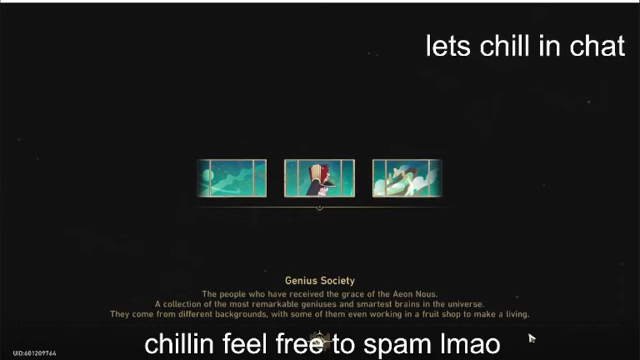 lets chill in chat
Genius Society
The people who have received the grace of the Aeon Nous.
A collection of the most remarkable geniuses and smartest brains in the universe.
They come from different backgrounds, with some of them even working in a fruit shop to make a living.
chillin feel free to spam lmao
UID:601209764